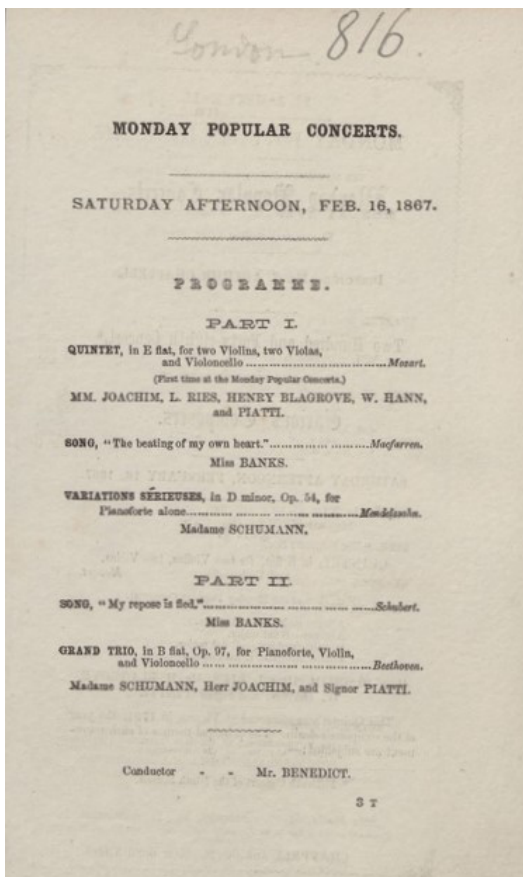 London 816.
MONDAY POPULAR CONCERTS.
SATURDAY AFTERNOON, FEB. 16, 1867.
PROGRAMME.
PART I.
QUINTET, in E flat, for two Violins, two Violas,
and Violoncello ........................................Mozart.
(First time at the Monday Popular Concerts.)
MM. JOACHIM, L. RIES, HENRY BLAGROVE, W. HANN,
and PIATTI.
SONG, "The beating of my own heart."............................Macfarren.
Miss BANKS.
VARIATIONS SÉRIEUSES, in D minor, Op. 54, for
Pianoforte alone................................................Mendelssohn.
Madame SCHUMANN.
PART II.
SONG, "My repose is fled,"................................................Schubert.
Miss BANKS.
GRAND TRIO, in B flat, Op. 97, for Pianoforte, Violin,
and Violoncello ................................................Beethoven.
Madame SCHUMANN, Herr JOACHIM, and Signor PIATTI.
Conductor - - Mr. BENEDICT.
3 T